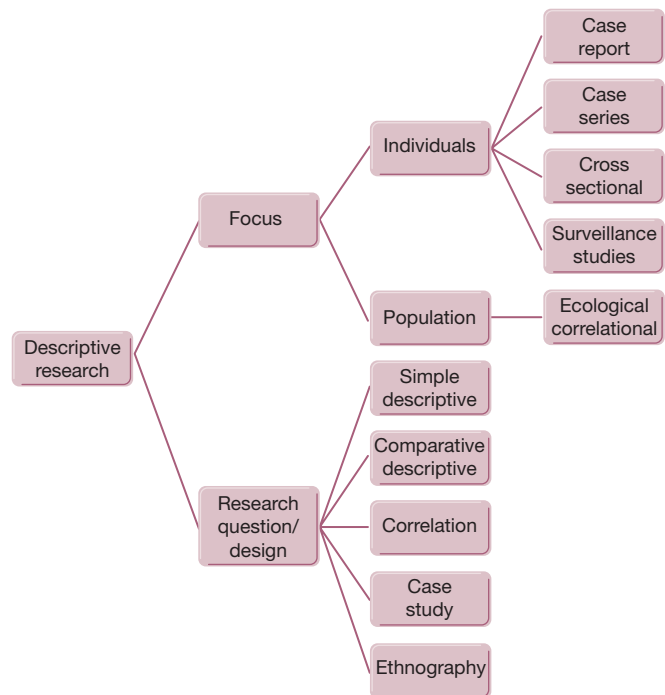 Descriptive
research
Focus
Individuals
Case
report
Case
series
Cross
sectional
Surveillance
studies
Population
Ecological
correlational
Research
question/
design
Simple
descriptive
Comparative
descriptive
Correlation
Case
study
Ethnography